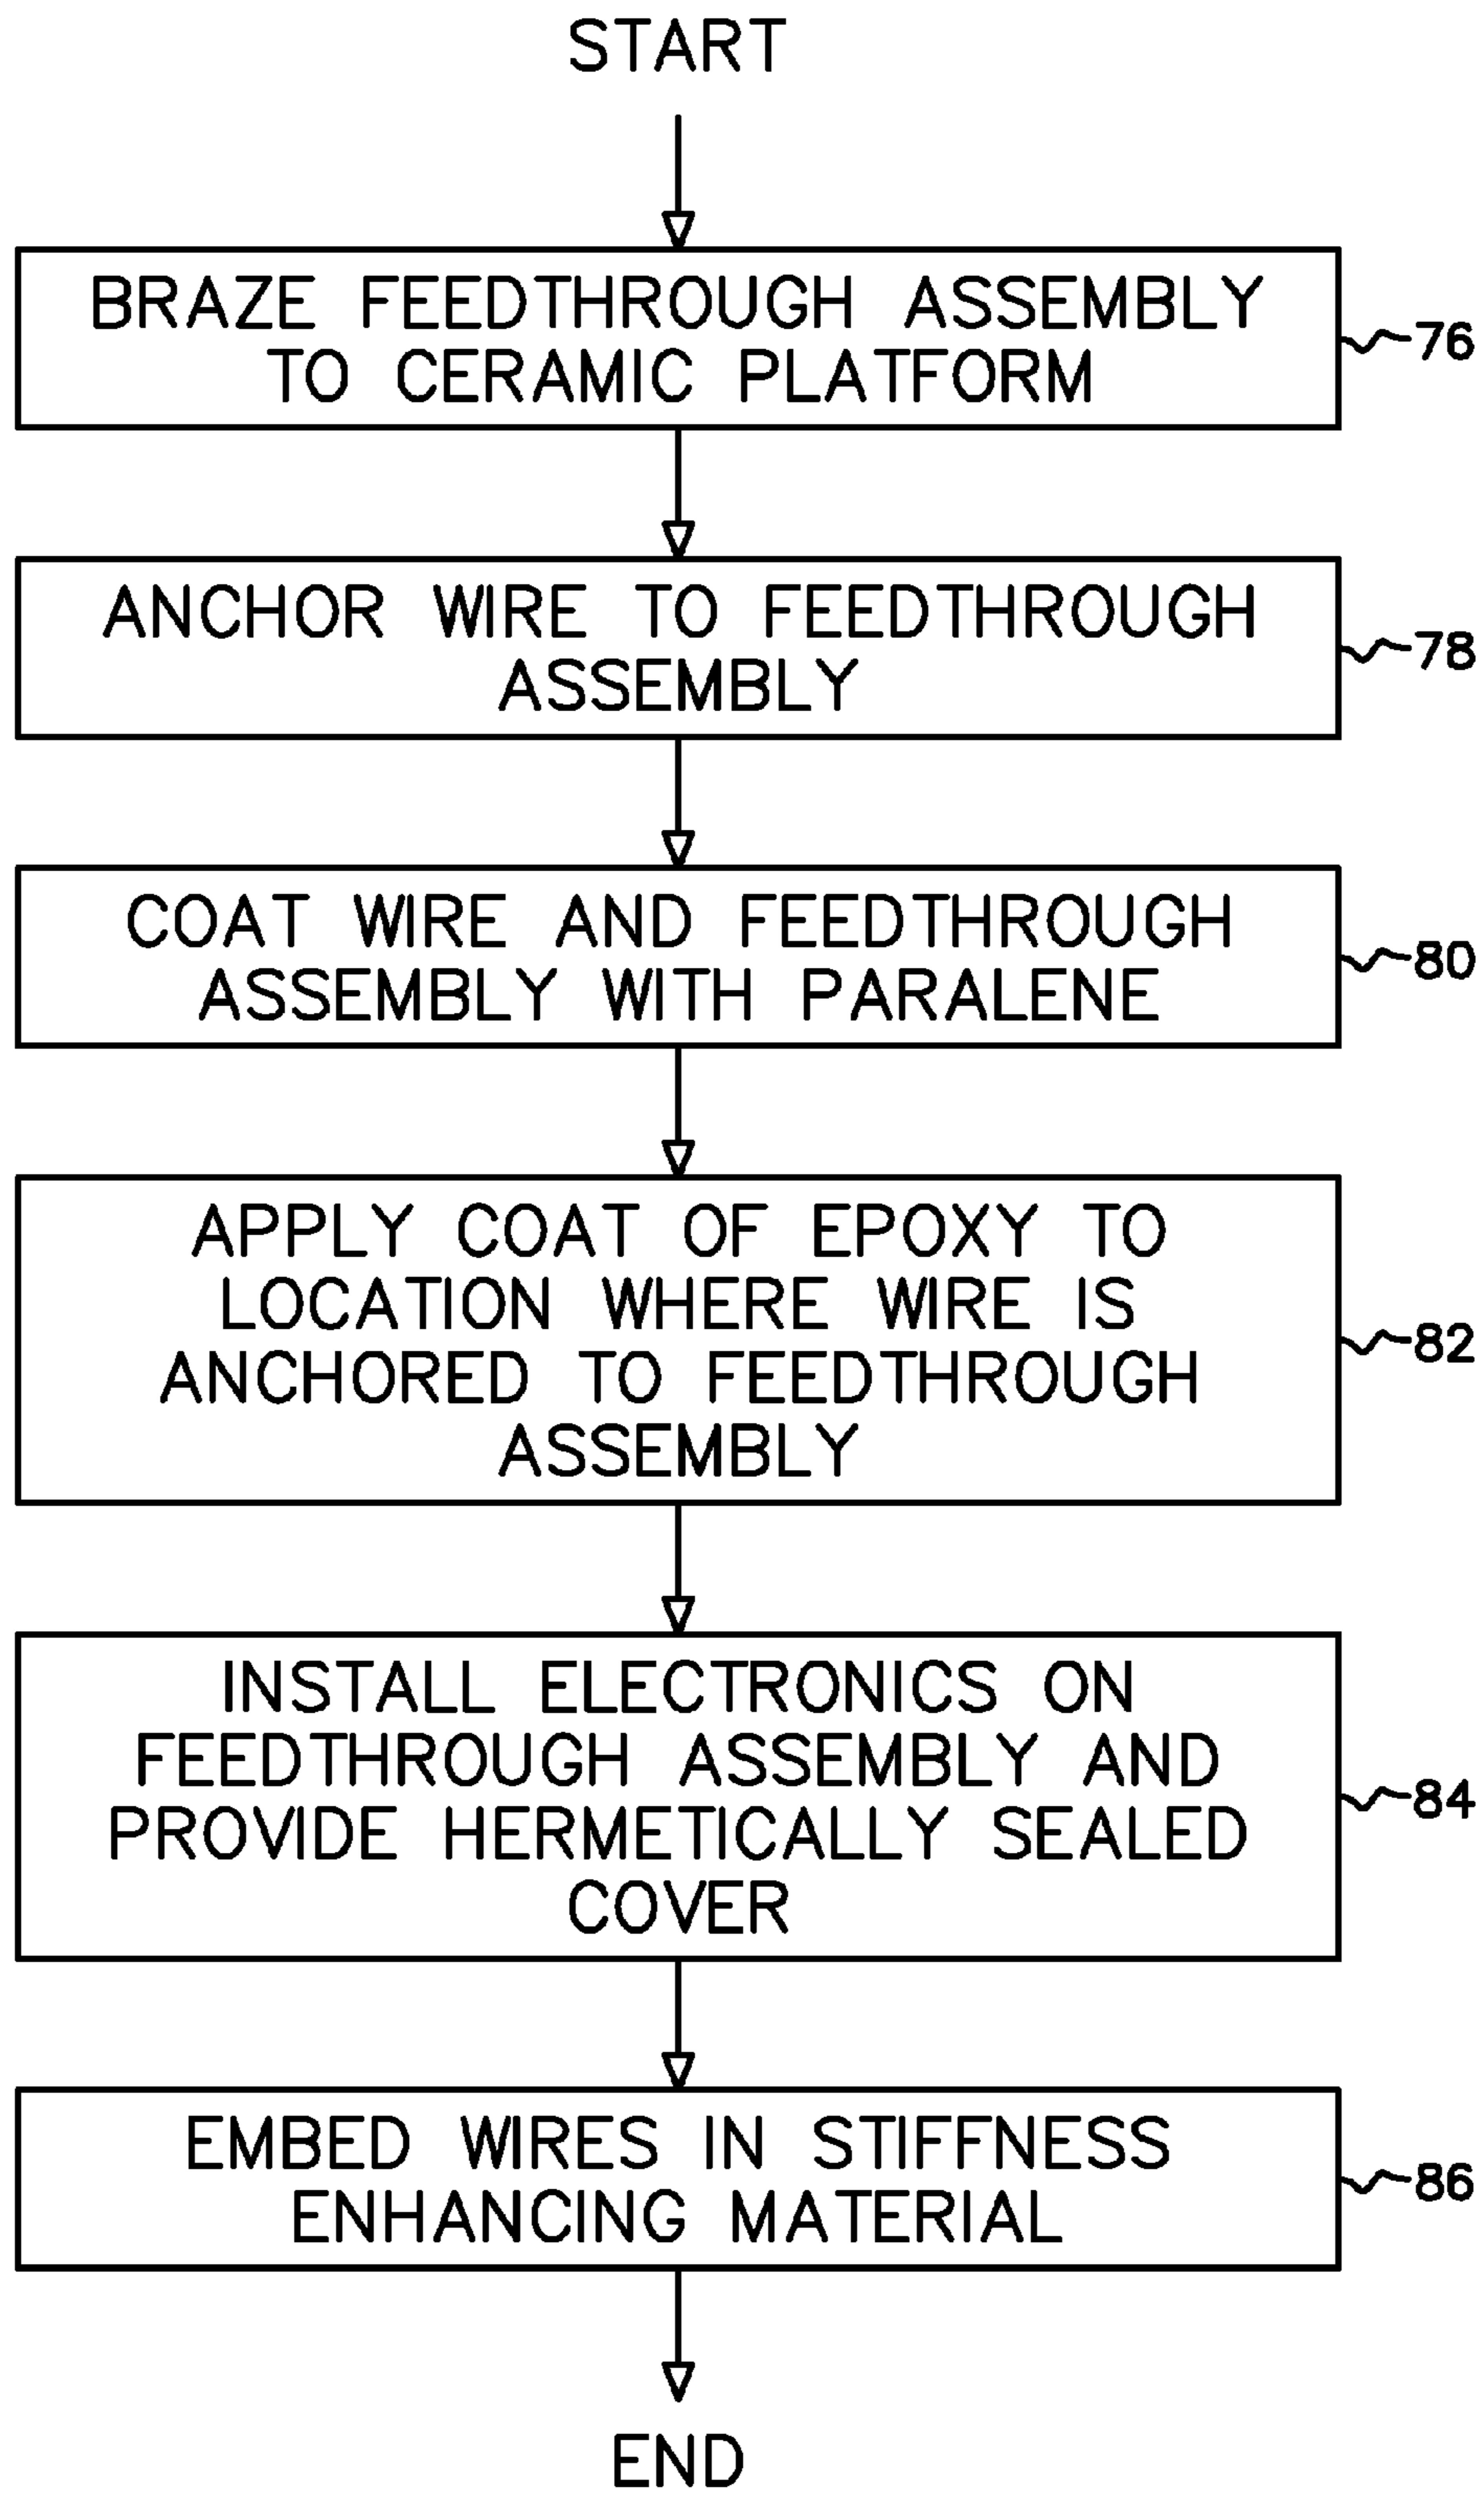 START
BRAZE FEEDTHROUGH ASSEMBLY
TO CERAMIC PLATFORM
76
ANCHOR WIRE TO FEEDTHROUGH
ASSEMBLY
78
COAT WIRE AND FEEDTHROUGH
ASSEMBLY WITH PARALENE
80
APPLY COAT OF EPOXY TO
LOCATION WHERE WIRE IS
ANCHORED TO FEEDTHROUGH
ASSEMBLY
82
INSTALL ELECTRONICS ON
FEEDTHROUGH ASSEMBLY AND
PROVIDE HERMETICALLY SEALED
COVER
84
EMBED WIRES IN STIFFNESS
ENHANCING MATERIAL
86
END